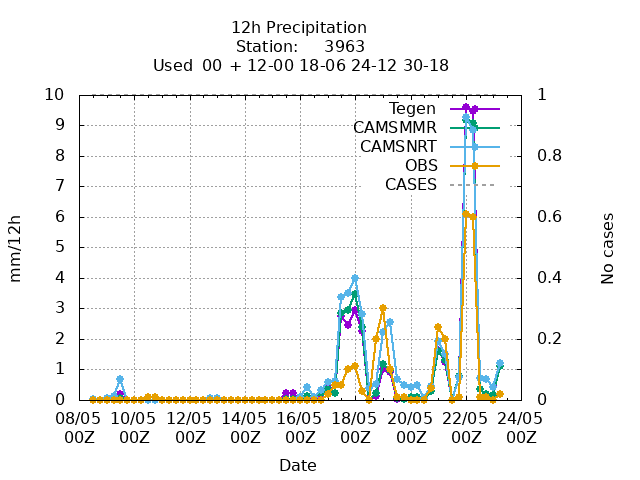 12h Precipitation
Station: 3963
Used 00 + 12-00 18-06 24-12 30-18
10 1
9
8 0.8
7
6 0.6
5
4 0.4
3
2 0.2
1
0 0
mm/12h
No cases
Tegen
CAMSMMR
CAMSNRT
OBS
CASES
08/05 10/05 12/05 14/05 16/05 18/05 20/05 22/05 24/05
00Z 00Z 00Z 00Z 00Z 00Z 00Z 00Z 00Z
Date